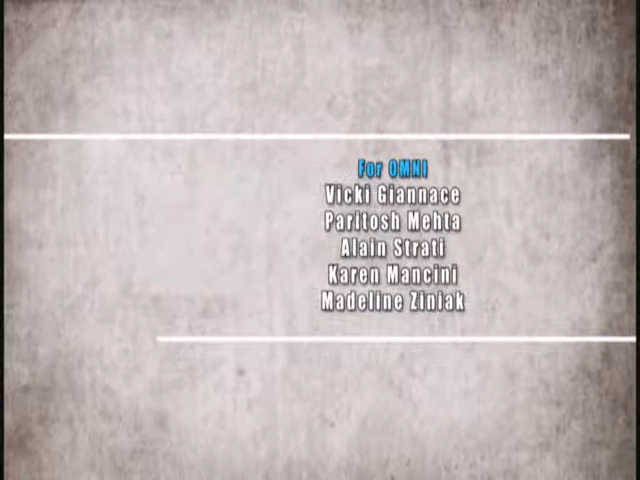 For OMNI
Vicki Giannace
Paritosh Mehta
Alain Strati
Karen Mancini
Madeline Ziniak